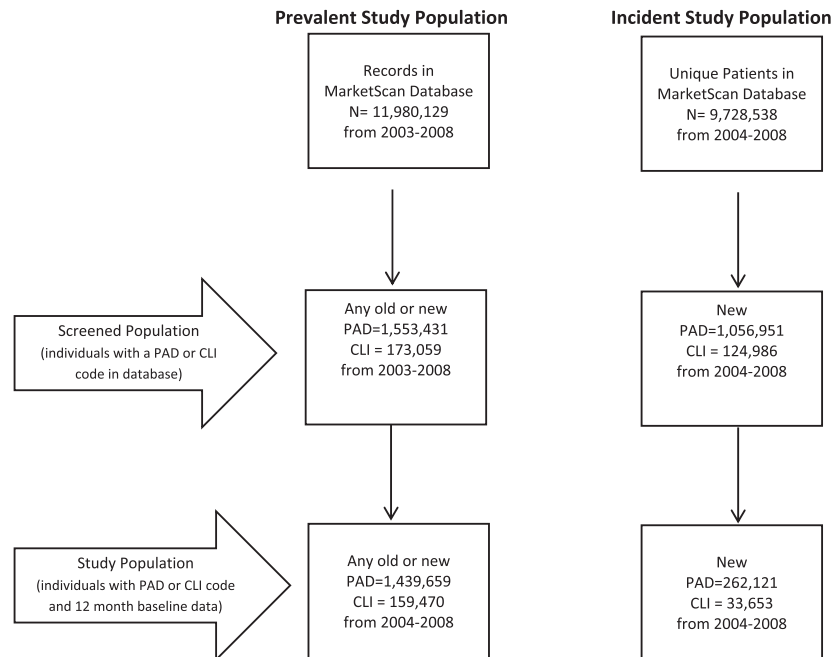 Prevalent Study Population
Incident Study Population
Records in
MarketScan Database
N= 11,980,129
from 2003-2008
Unique Patients in
MarketScan Database
N= 9,728,538
from 2004-2008
Screened Population
(individuals with a PAD or CLI
code in database)
Any old or new
PAD=1,553,431
CLI = 173,059
from 2003-2008
New
PAD=1,056,951
CLI = 124,986
from 2004-2008
Study Population
(individuals with PAD or CLI code
and 12 month baseline data)
Any old or new
PAD=1,439,659
CLI = 159,470
from 2004-2008
New
PAD=262,121
CLI = 33,653
from 2004-2008